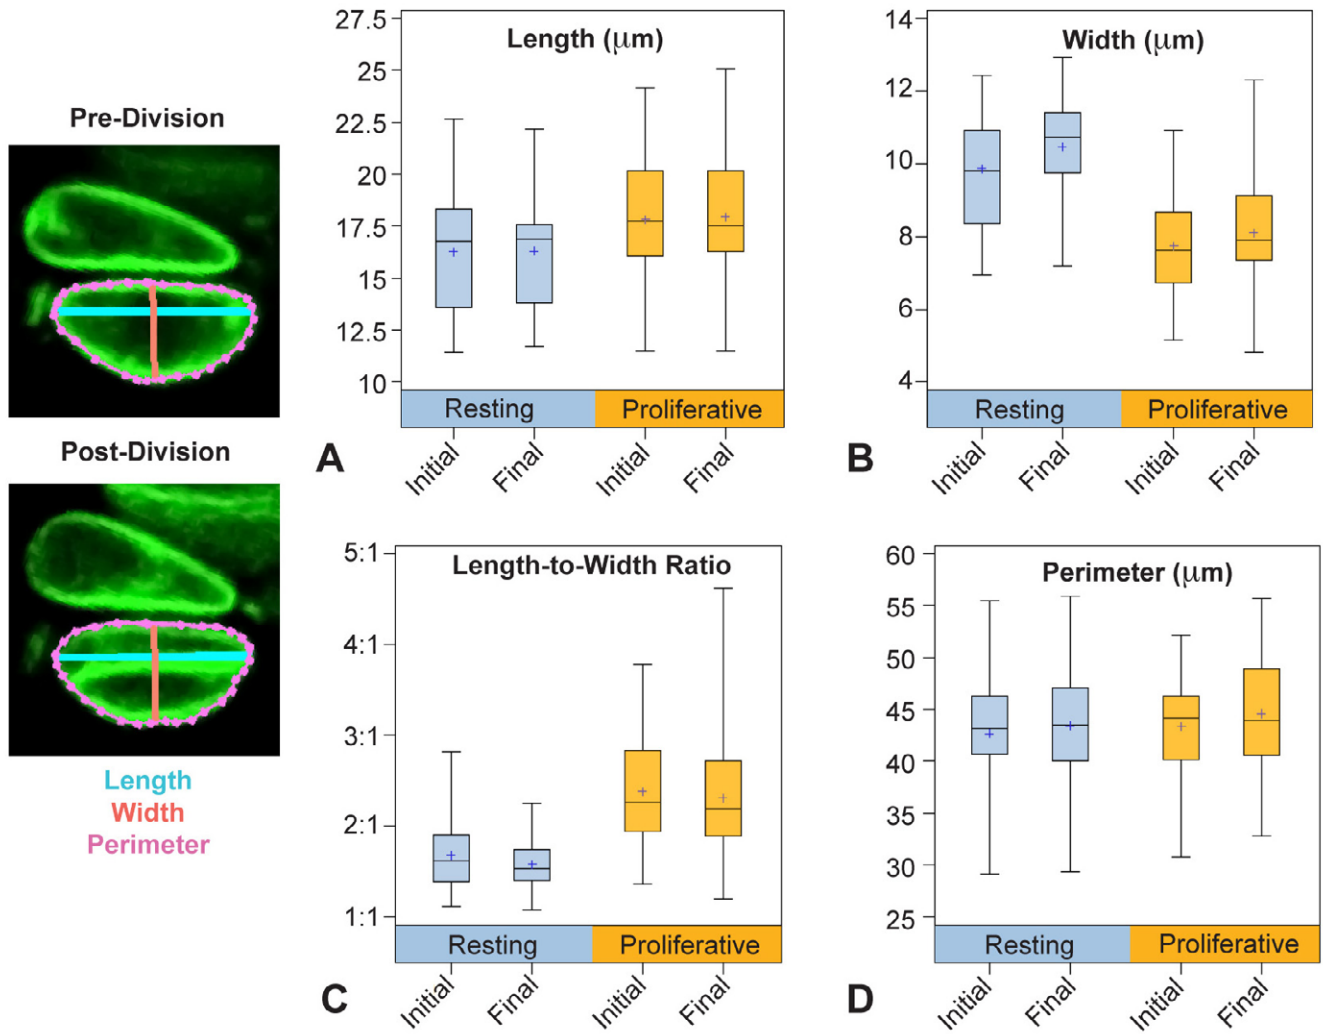 Pre-Division
Post-Division
Length
Width
Perimeter
Length (μm)
27.5
25
22.5
20
17.5
15
12.5
10
Resting
Proliferative
Initial
Final
Initial
Final
A
Width (μm)
14
12
10
8
6
4
Resting
Proliferative
Initial
Final
Initial
Final
B
Length-to-Width Ratio
5:1
4:1
3:1
2:1
1:1
Resting
Proliferative
Initial
Final
Initial
Final
C
Perimeter (μm)
60
55
50
45
40
35
30
25
Resting
Proliferative
Initial
Final
Initial
Final
D